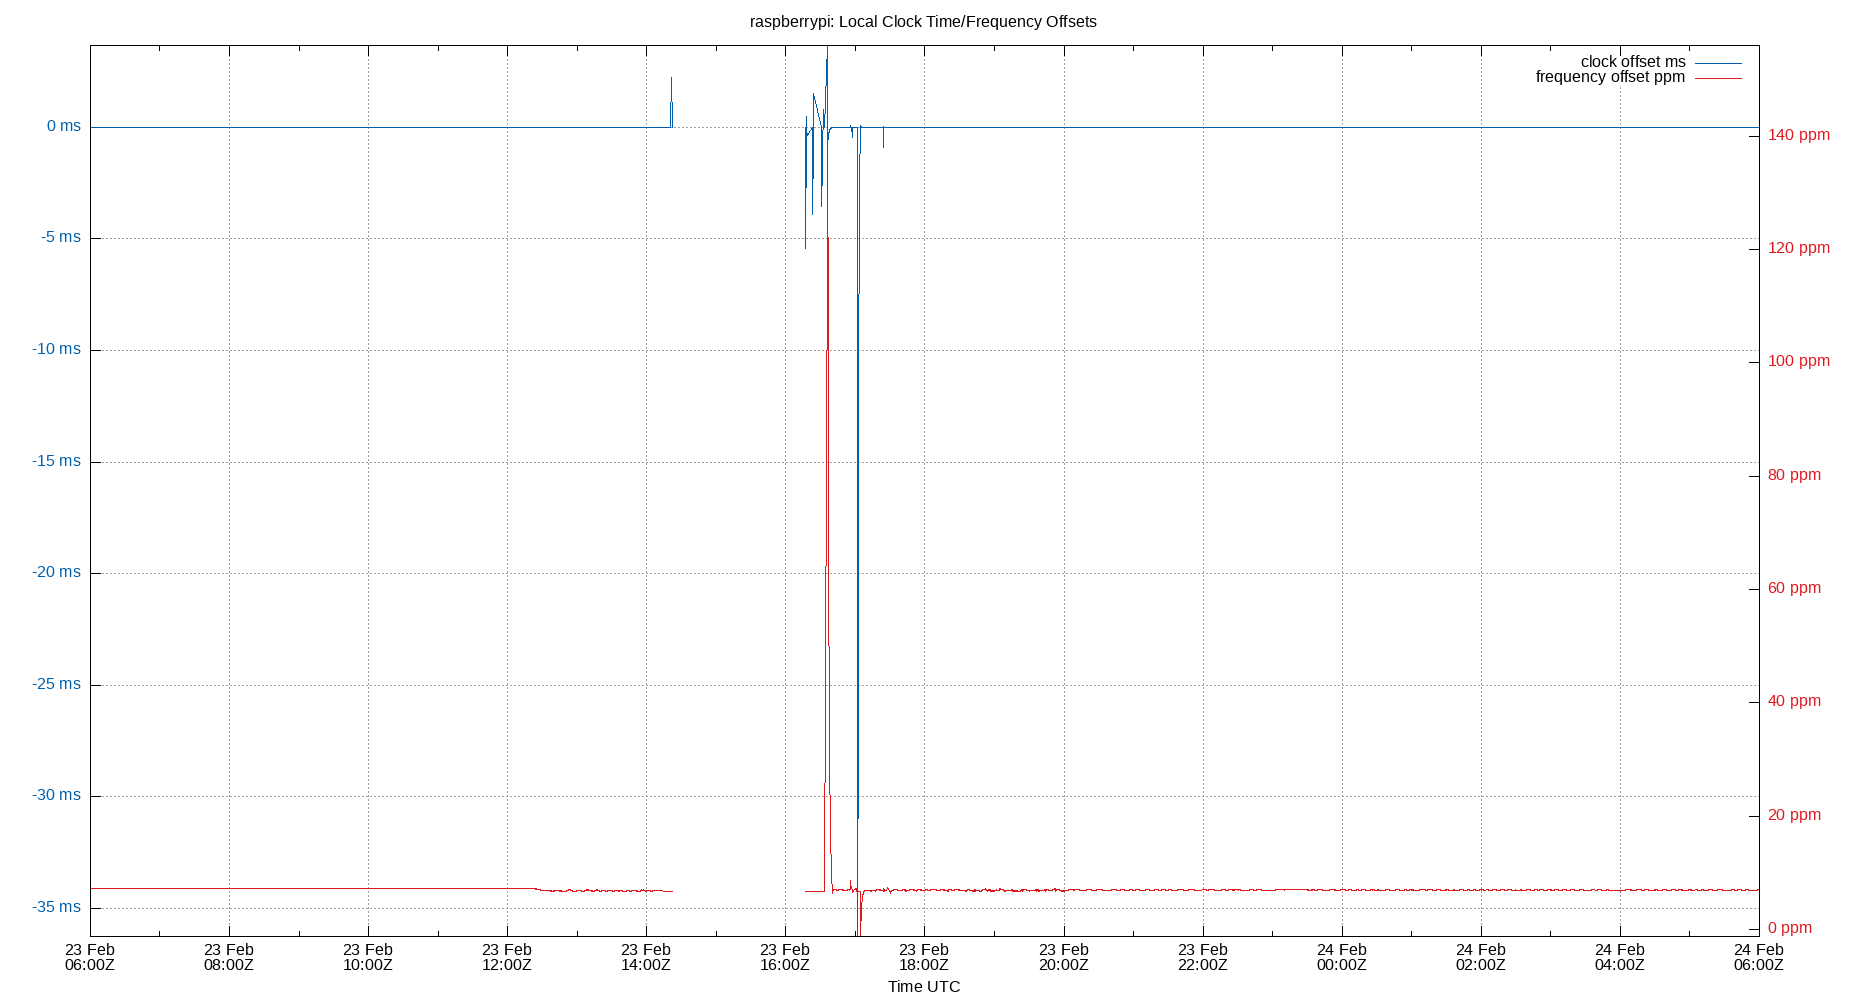 raspberrypi: Local Clock Time/Frequency Offsets
clock offset ms
frequency offset ppm
0 ms
-5 ms
-10 ms
-15 ms
-20 ms
-25 ms
-30 ms
-35 ms
140 ppm
120 ppm
100 ppm
80 ppm
60 ppm
40 ppm
20 ppm
0 ppm
23 Feb 23 Feb 23 Feb 23 Feb 23 Feb 23 Feb 23 Feb 23 Feb 23 Feb 24 Feb 24 Feb 24 Feb 24 Feb
06:00Z 08:00Z 10:00Z 12:00Z 14:00Z 16:00Z 18:00Z 20:00Z 22:00Z 00:00Z 02:00Z 04:00Z 06:00Z
Time UTC